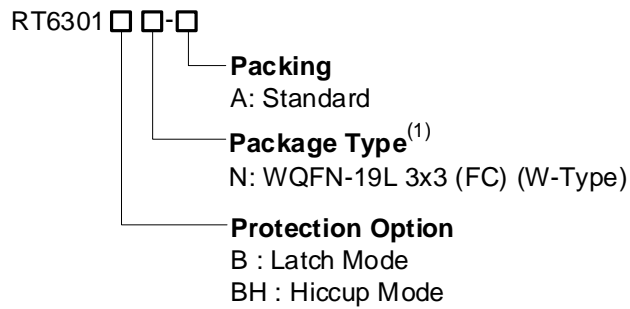 RT6301□ □-□
Packing
A: Standard
Package Type(1)
N: WQFN-19L 3x3 (FC) (W-Type)
Protection Option
B : Latch Mode
BH : Hiccup Mode